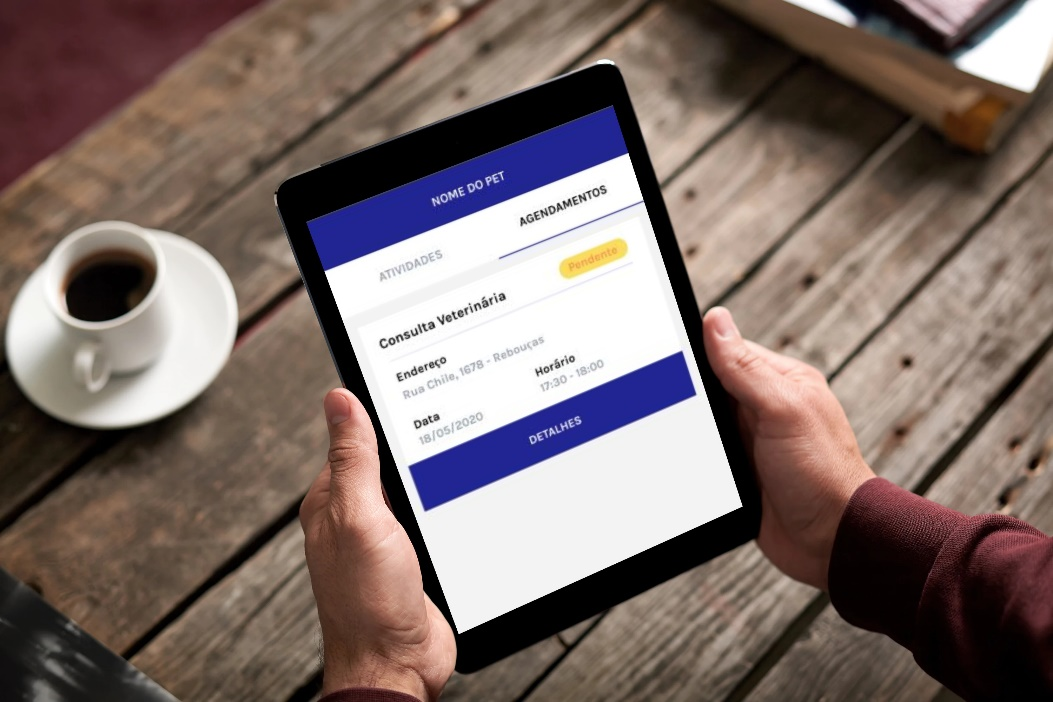 NOME DO PET
ATIVIDADES AGENDAMENTOS
Pendente
Consulta Veterinária
Endereço
Rua Chile, 1678 - Rebouças
Data Horário
18/05/2020 17:30 - 18:00
DETALHES